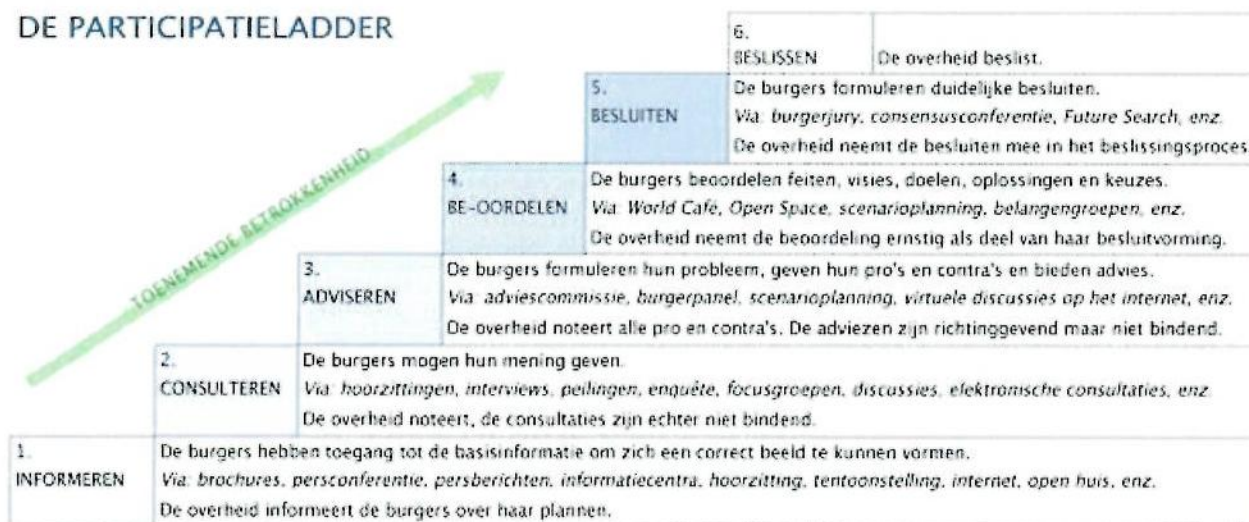 DE PARTICIPATIELADDER
6.
BESLISSEN
De overheid beslist.
5.
BESLUITEN
De burgers formuleren duidelijke besluiten.
Via: burgerjury, consensusconferentie, Future Search, enz.
De overheid neemt de besluiten mee in het beslissingsproces.
TOENEMENDE BETROKKENHEID
4.
BE-OORDELEN
De burgers beoordelen feiten, visies, doelen, oplossingen en keuzes.
Via: World Café, Open Space, scenarioplanning, belangengroepen, enz.
De overheid neemt de beoordeling ernstig als deel van haar besluitvorming.
3.
ADVISEREN
De burgers formuleren hun probleem, geven hun pro's en contra's en bieden advies.
Via: adviescommissie, burgerpanel, scenarioplanning, virtuele discussies op het internet, enz.
De overheid noteert alle pro en contra's. De adviezen zijn richtinggevend maar niet bindend.
2.
CONSULTEREN
De burgers mogen hun mening geven.
Via: hoorzittingen, interviews, peilingen, enquête, focusgroepen, discussies, elektronische consultaties, enz.
De overheid noteert, de consultaties zijn echter niet bindend.
1.
INFORMEREN
De burgers hebben toegang tot de basisinformatie om zich een correct beeld te kunnen vormen.
Via: brochures, persconferentie, persberichten, informatiecentra, hoorzitting, tentoonstelling, internet, open huis, enz.
De overheid informeert de burgers over haar plannen.